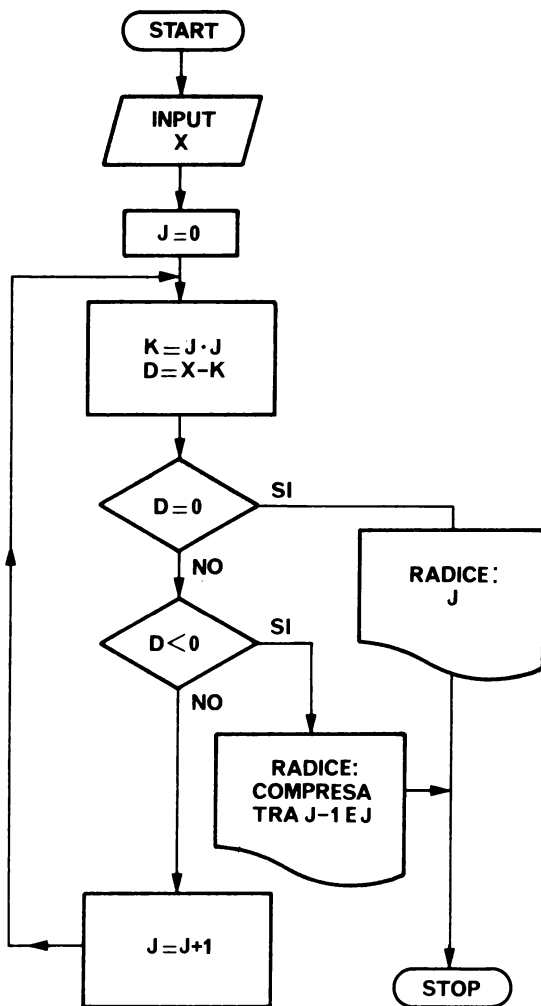 START
INPUT
X
J=0
K=J·J
D=X-K
D=0
SI
NO
RADICE:
J
D<0
SI
NO
RADICE:
COMPRESA
TRA J-1 E J
J=J+1
STOP